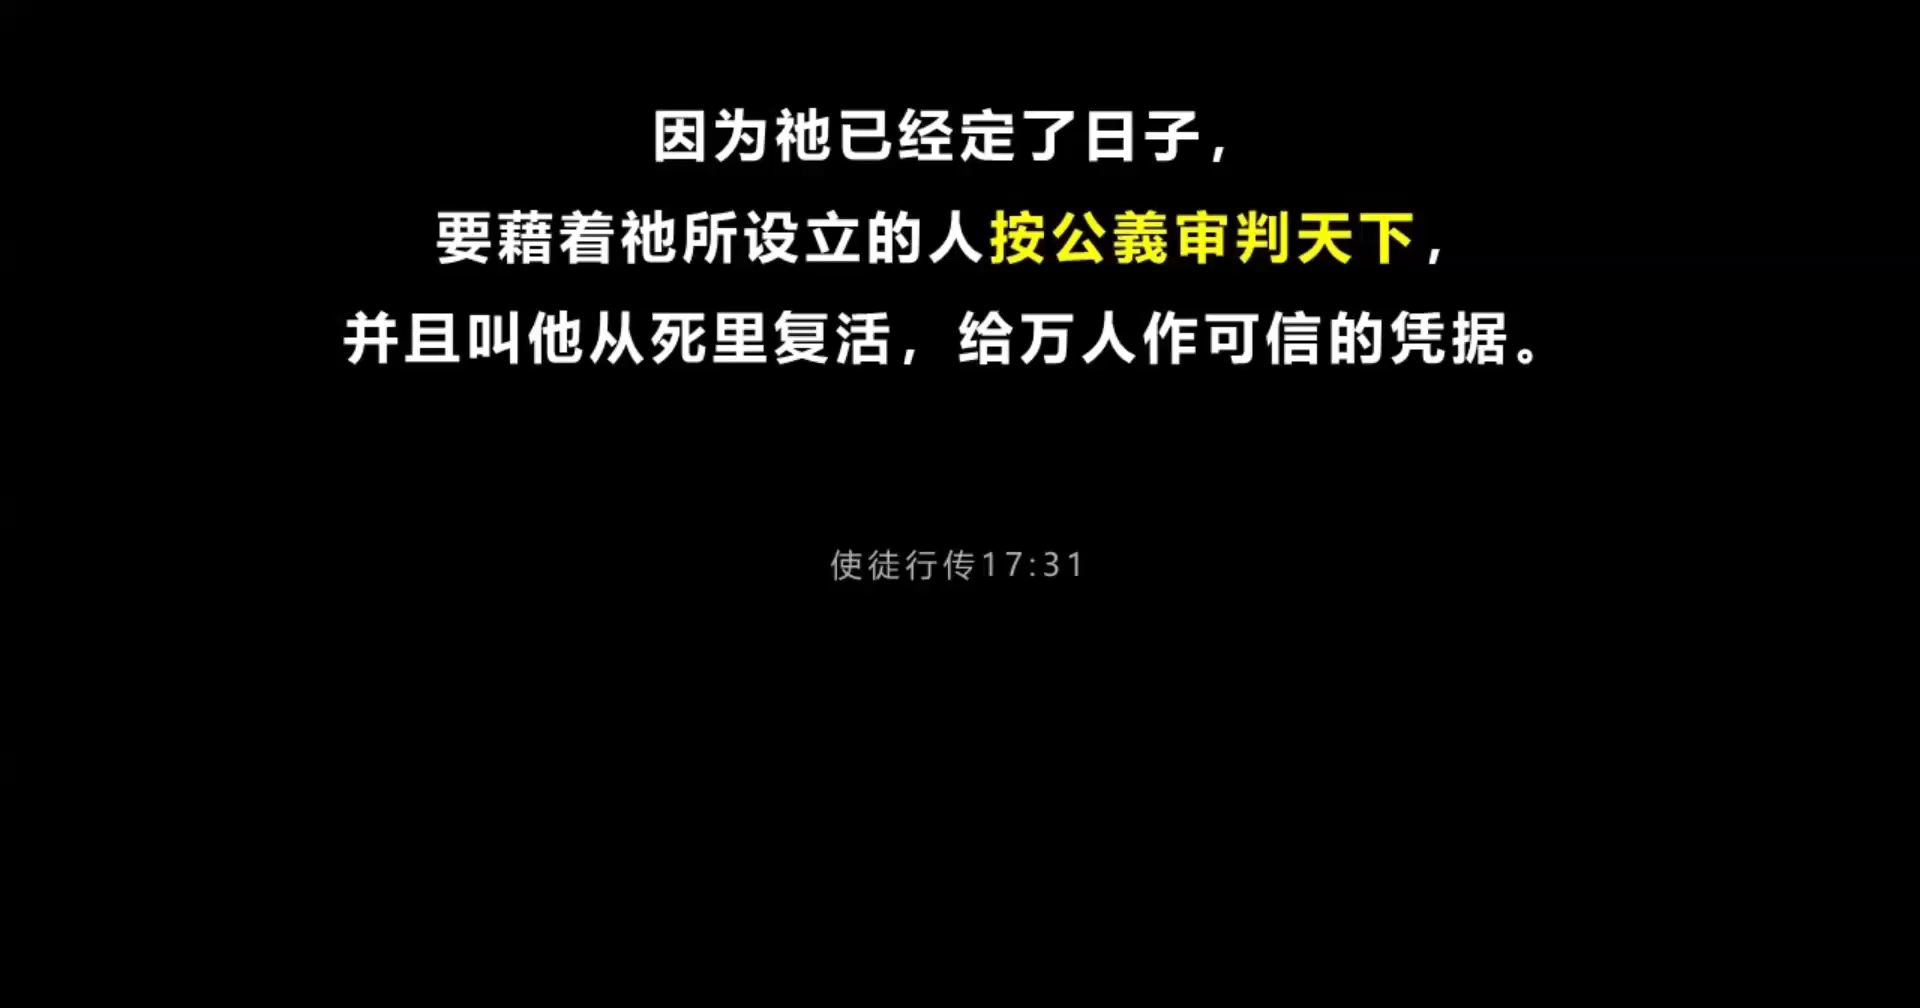 因为祂已经定了日子，
要藉着祂所设立的人按公義审判天下，
并且叫他从死里复活，给万人作可信的凭据。
使徒行传17:31